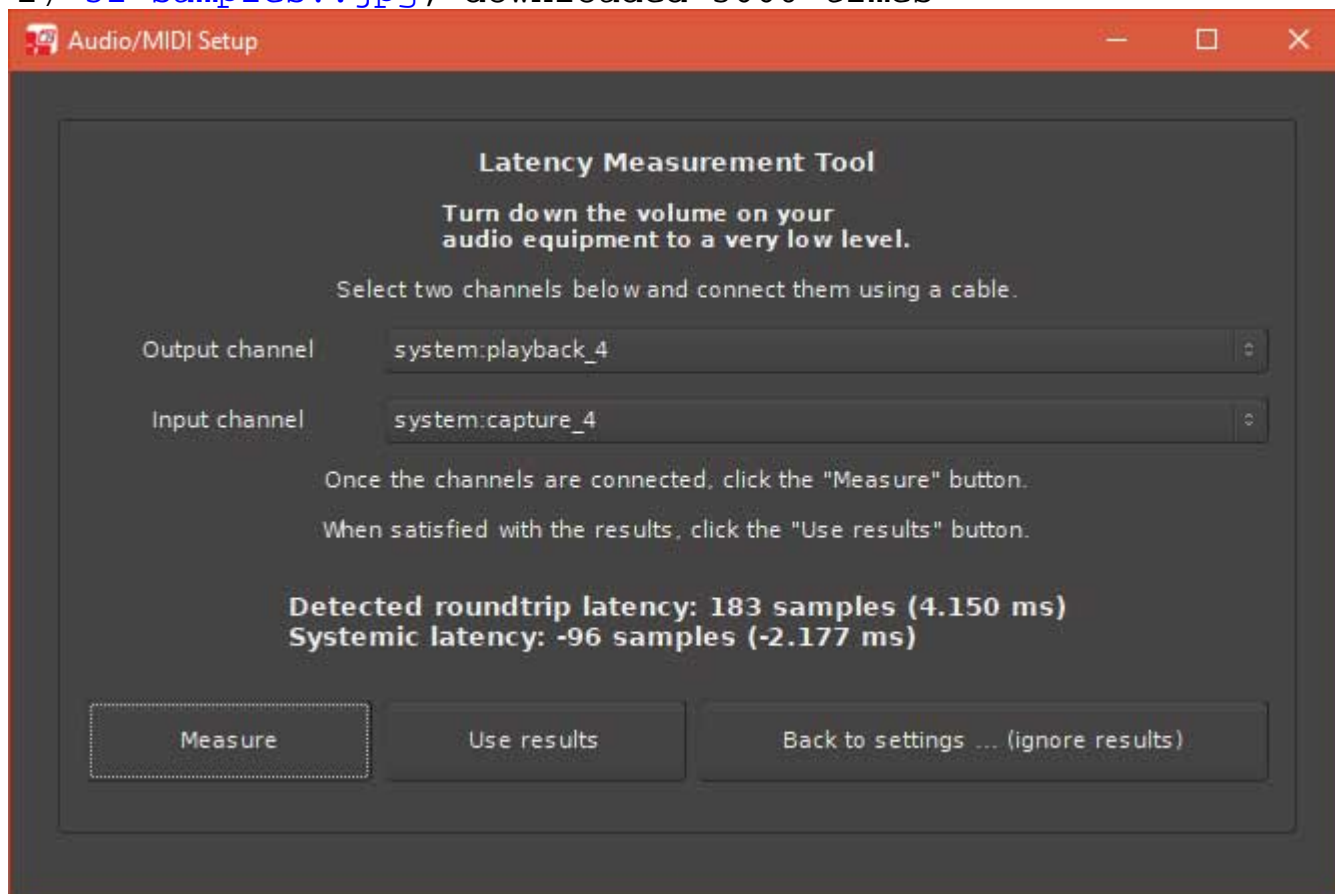 Audio/MIDI Setup
Latency Measurement Tool
Turn down the volume on your
audio equipment to a very low level.
Select two channels below and connect them using a cable.
Output channel system:playback_4
Input channel system:capture_4
Once the channels are connected, click the "Measure" button.
When satisfied with the results, click the "Use results" button.
Detected roundtrip latency: 183 samples (4.150 ms)
Systemic latency: -96 samples (-2.177 ms)
Measure Use results Back to settings ... (ignore results)